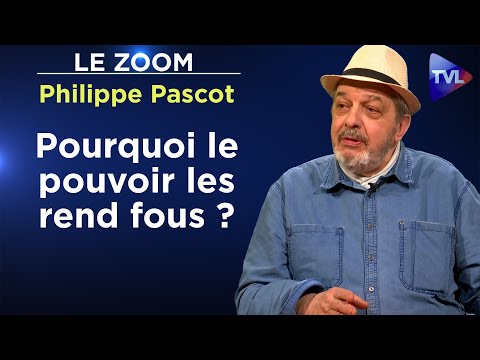 LE ZOOM
Philippe Pascot
TVL
Pourquoi le
pouvoir les
rend fous ?